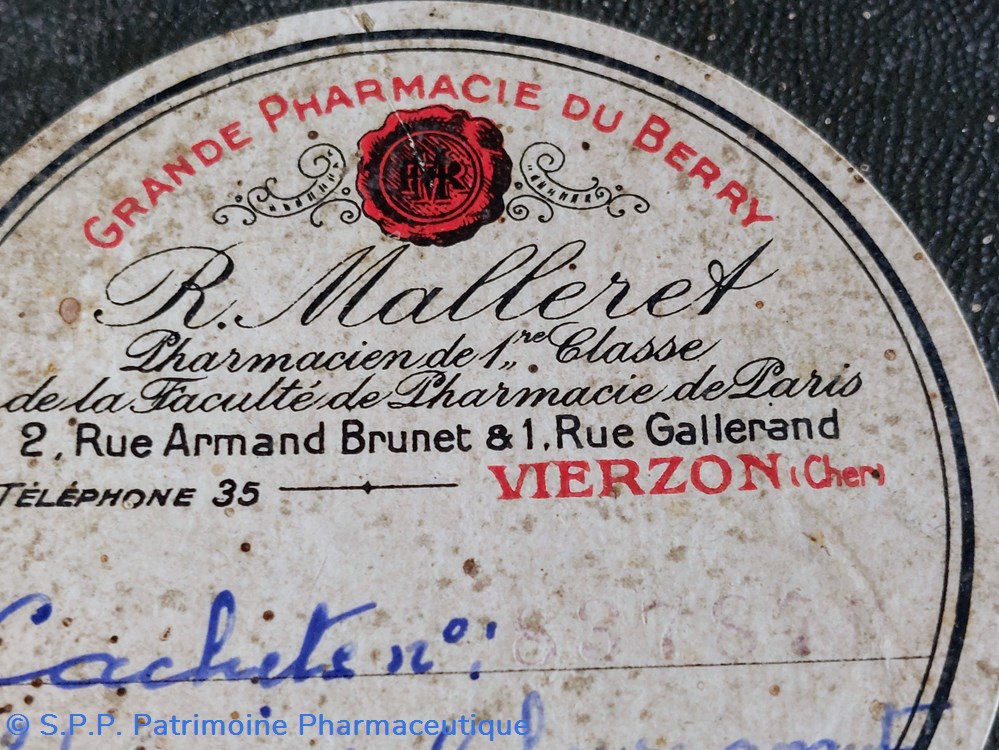 GRANDE PHARMACIE DU BERRY
R. Malleret
Pharmacien de 1re Classe
de la Faculté de Pharmacie de Paris
2, Rue Armand Brunet & 1, Rue Gallerand
VIERZON (Cher)
TÉLÉPHONE 35
Cachets no:
© S.P.P. Patrimoine Pharmaceutique